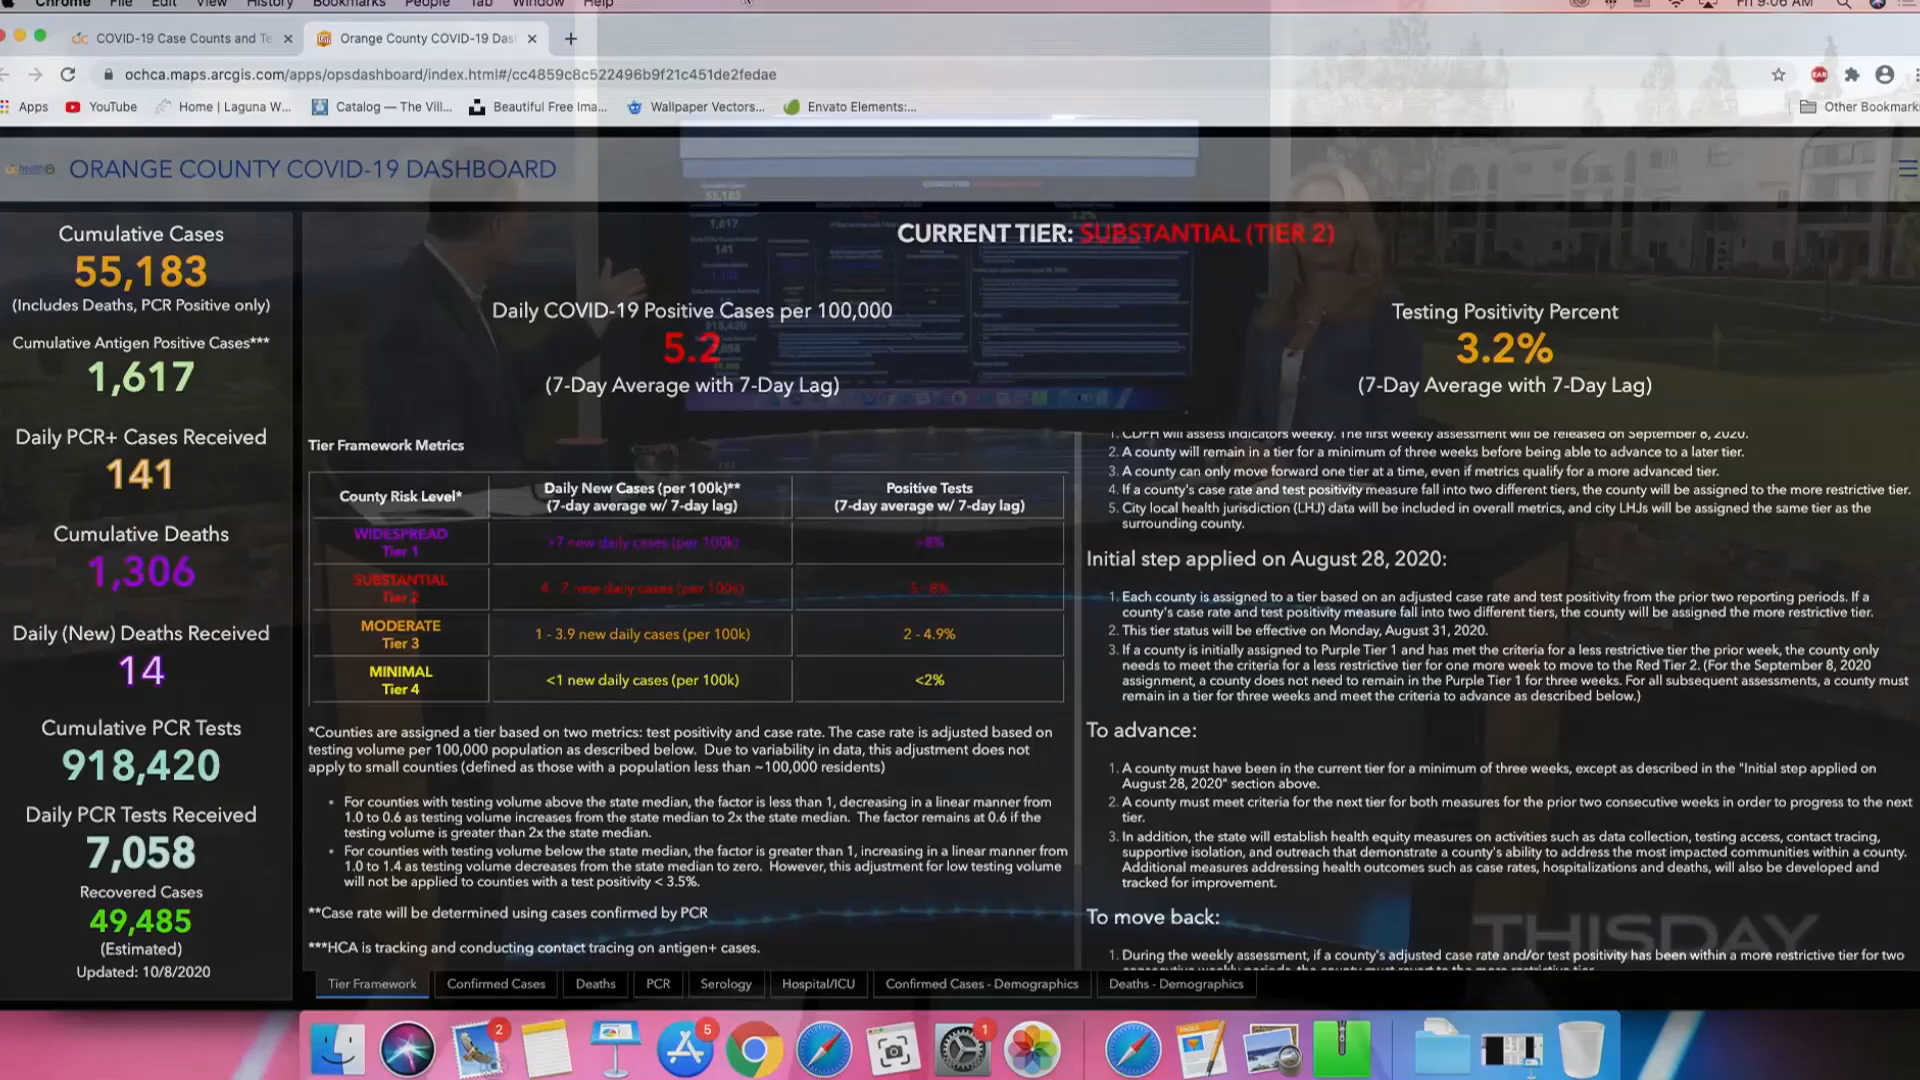 Chrome File Edit View History Bookmarks People Tab Window Help
Fri 9:06 AM
COVID-19 Case Counts and Te
Orange County COVID-19 Das
ochca.maps.arcgis.com/apps/opsdashboard/index.html#/cc4859c8c522496b9f21c451de2fedae
Apps YouTube Home | Laguna W... Catalog — The Vill... Beautiful Free Ima... Wallpaper Vectors... Envato Elements:... Other Bookmarks
ORANGE COUNTY COVID-19 DASHBOARD
Cumulative Cases
55,183
(Includes Deaths, PCR Positive only)
Cumulative Antigen Positive Cases***
1,617
Daily PCR+ Cases Received
141
Cumulative Deaths
1,306
Daily (New) Deaths Received
14
Cumulative PCR Tests
918,420
Daily PCR Tests Received
7,058
Recovered Cases
49,485
(Estimated)
Updated: 10/8/2020
CURRENT TIER: SUBSTANTIAL (TIER 2)
Daily COVID-19 Positive Cases per 100,000
5.2
(7-Day Average with 7-Day Lag)
Testing Positivity Percent
3.2%
(7-Day Average with 7-Day Lag)
Tier Framework Metrics
County Risk Level*
Daily New Cases (per 100k)**
(7-day average w/ 7-day lag)
Positive Tests
(7-day average w/ 7-day lag)
WIDESPREAD
Tier 1
>7 new daily cases (per 100k)
>8%
SUBSTANTIAL
Tier 2
4 - 7 new daily cases (per 100k)
5 - 8%
MODERATE
Tier 3
1 - 3.9 new daily cases (per 100k)
2 - 4.9%
MINIMAL
Tier 4
<1 new daily cases (per 100k)
<2%
*Counties are assigned a tier based on two metrics: test positivity and case rate. The case rate is adjusted based on
testing volume per 100,000 population as described below. Due to variability in data, this adjustment does not
apply to small counties (defined as those with a population less than ~100,000 residents)
• For counties with testing volume above the state median, the factor is less than 1, decreasing in a linear manner from
1.0 to 0.6 as testing volume increases from the state median to 2x the state median. The factor remains at 0.6 if the
testing volume is greater than 2x the state median.
• For counties with testing volume below the state median, the factor is greater than 1, increasing in a linear manner from
1.0 to 1.4 as testing volume decreases from the state median to zero. However, this adjustment for low testing volume
will not be applied to counties with a test positivity < 3.5%.
**Case rate will be determined using cases confirmed by PCR
***HCA is tracking and conducting contact tracing on antigen+ cases.
1. CDPH will assess indicators weekly. The first weekly assessment will be released on September 8, 2020.
2. A county will remain in a tier for a minimum of three weeks before being able to advance to a later tier.
3. A county can only move forward one tier at a time, even if metrics qualify for a more advanced tier.
4. If a county's case rate and test positivity measure fall into two different tiers, the county will be assigned to the more restrictive tier.
5. City local health jurisdiction (LHJ) data will be included in overall metrics, and city LHJs will be assigned the same tier as the
surrounding county.
Initial step applied on August 28, 2020:
1. Each county is assigned to a tier based on an adjusted case rate and test positivity from the prior two reporting periods. If a
county's case rate and test positivity measure fall into two different tiers, the county will be assigned the more restrictive tier.
2. This tier status will be effective on Monday, August 31, 2020.
3. If a county is initially assigned to Purple Tier 1 and has met the criteria for a less restrictive tier the prior week, the county only
needs to meet the criteria for a less restrictive tier for one more week to move to the Red Tier 2. (For the September 8, 2020
assignment, a county does not need to remain in the Purple Tier 1 for three weeks. For all subsequent assessments, a county must
remain in a tier for three weeks and meet the criteria to advance as described below.)
To advance:
1. A county must have been in the current tier for a minimum of three weeks, except as described in the "Initial step applied on
August 28, 2020" section above.
2. A county must meet criteria for the next tier for both measures for the prior two consecutive weeks in order to progress to the next
tier.
3. In addition, the state will establish health equity measures on activities such as data collection, testing access, contact tracing,
supportive isolation, and outreach that demonstrate a county's ability to address the most impacted communities within a county.
Additional measures addressing health outcomes such as case rates, hospitalizations and deaths, will also be developed and
tracked for improvement.
To move back:
1. During the weekly assessment, if a county's adjusted case rate and/or test positivity has been within a more restrictive tier for two
THISDAY
Tier Framework Confirmed Cases Deaths PCR Serology Hospital/ICU Confirmed Cases - Demographics Deaths - Demographics
2 5 1